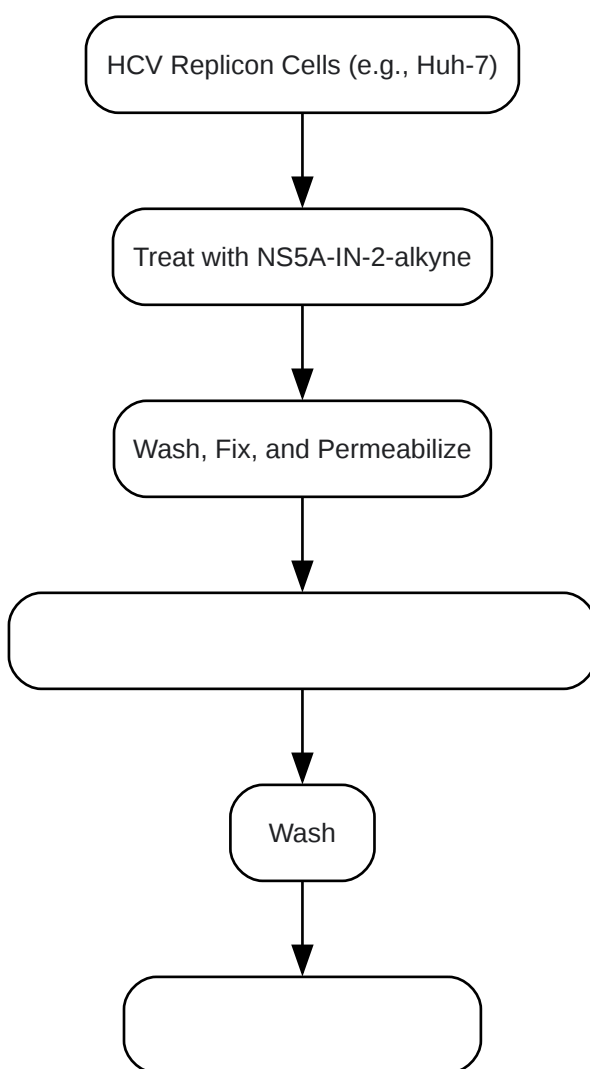 HCV Replicon Cells (e.g., Huh-7)
Treat with NS5A-IN-2-alkyne
Wash, Fix, and Permeabilize
Wash